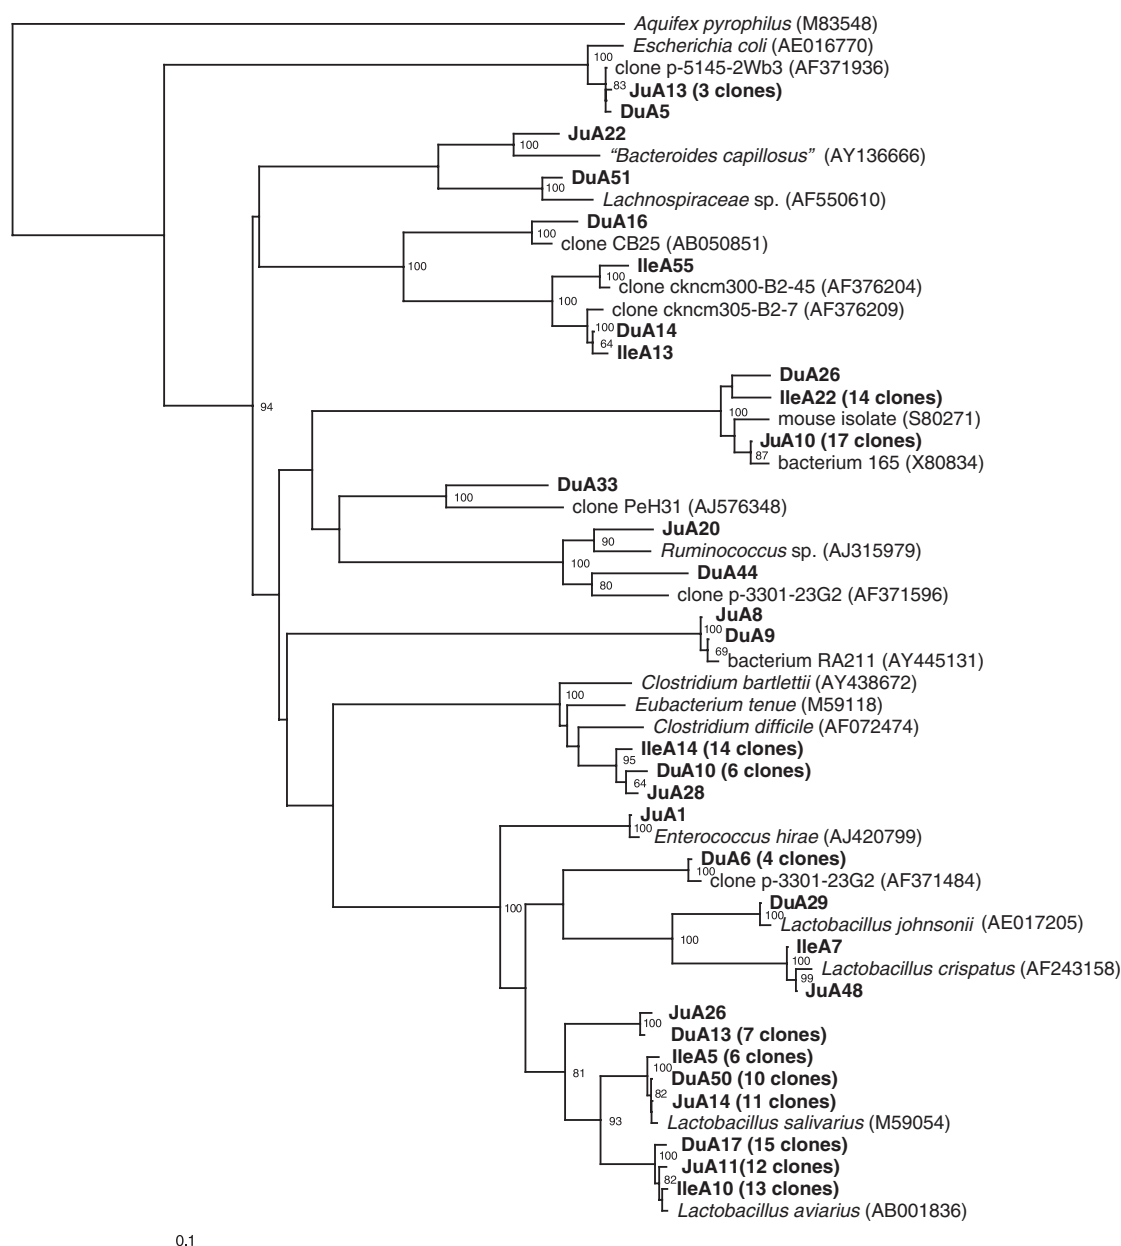 Aquifex pyrophilus (M83548)
Escherichia coli (AE016770)
100
clone p-5145-2Wb3 (AF371936)
83
JuA13 (3 clones)
DuA5
JuA22
100
“Bacteroides capillosus” (AY136666)
DuA51
100
Lachnospiraceae sp. (AF550610)
DuA16
100
clone CB25 (AB050851)
100
IleA55
100
clone ckncm300-B2-45 (AF376204)
100
clone ckncm305-B2-7 (AF376209)
100
DuA14
64
IleA13
DuA26
IleA22 (14 clones)
94
100
mouse isolate (S80271)
JuA10 (17 clones)
87
bacterium 165 (X80834)
DuA33
100
clone PeH31 (AJ576348)
JuA20
90
Ruminococcus sp. (AJ315979)
100
DuA44
80
clone p-3301-23G2 (AF371596)
JuA8
100
DuA9
69
bacterium RA211 (AY445131)
Clostridium bartlettii (AY438672)
100
Eubacterium tenue (M59118)
Clostridium difficile (AF072474)
IleA14 (14 clones)
95
DuA10 (6 clones)
64
JuA28
JuA1
100
Enterococcus hirae (AJ420799)
DuA6 (4 clones)
100
clone p-3301-23G2 (AF371484)
DuA29
100
100
Lactobacillus johnsonii (AE017205)
100
IleA7
100
Lactobacillus crispatus (AF243158)
99
JuA48
JuA26
100
DuA13 (7 clones)
IleA5 (6 clones)
100
81
DuA50 (10 clones)
82
JuA14 (11 clones)
93
Lactobacillus salivarius (M59054)
DuA17 (15 clones)
100
JuA11(12 clones)
82
IleA10 (13 clones)
Lactobacillus aviarius (AB001836)
0.1